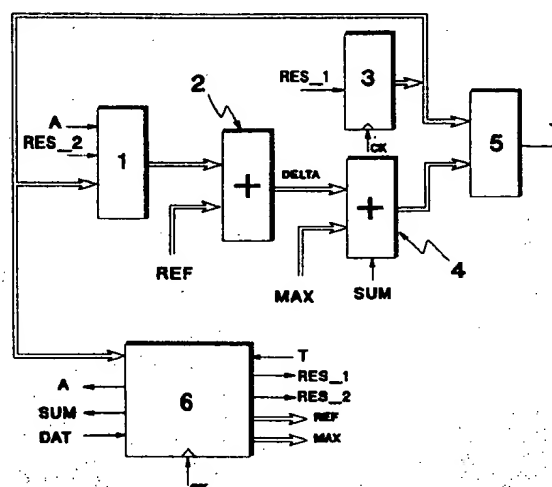 2
3
RES_1
CK
5
A
RES_2
1
+
DELTA
+
REF
MAX
SUM
4
T
A
RES_1
6
RES_2
SUM
REF
DAT
MAX